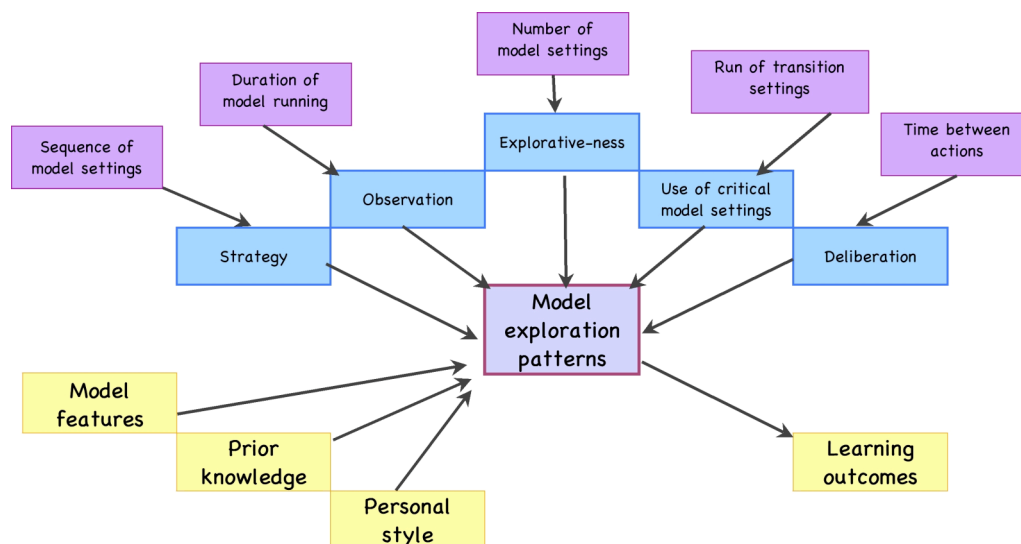 Number of
model settings
Duration of
model running
Run of transition
settings
Sequence of
model settings
Time between
actions
Explorative-ness
Observation
Use of critical
model settings
Strategy
Deliberation
Model
exploration
patterns
Model
features
Prior
knowledge
Personal
style
Learning
outcomes